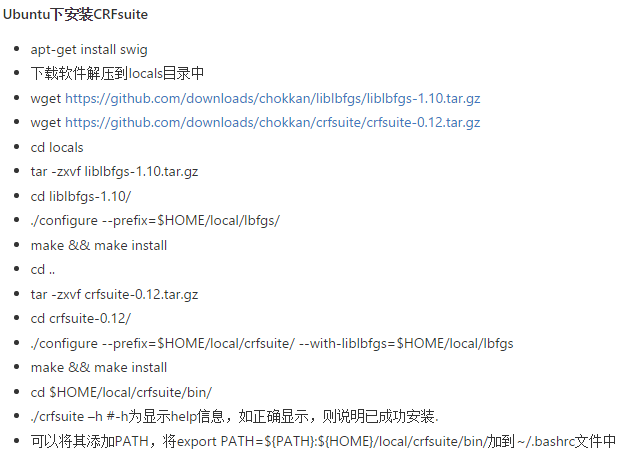 Ubuntu下安装CRFsuite
apt-get install swig
下载软件解压到locals目录中
wget https://github.com/downloads/chokkan/liblbfgs/liblbfgs-1.10.tar.gz
wget https://github.com/downloads/chokkan/crfsuite/crfsuite-0.12.tar.gz
cd locals
tar -zxvf liblbfgs-1.10.tar.gz
cd liblbfgs-1.10/
./configure --prefix=$HOME/local/lbfgs/
make && make install
cd ..
tar -zxvf crfsuite-0.12.tar.gz
cd crfsuite-0.12/
./configure --prefix=$HOME/local/crfsuite/ --with-liblbfgs=$HOME/local/lbfgs
make && make install
cd $HOME/local/crfsuite/bin/
./crfsuite –h #-h为显示help信息，如正确显示，则说明已成功安装.
可以将其添加PATH，将export PATH=${PATH}:${HOME}/local/crfsuite/bin/加到~/.bashrc文件中